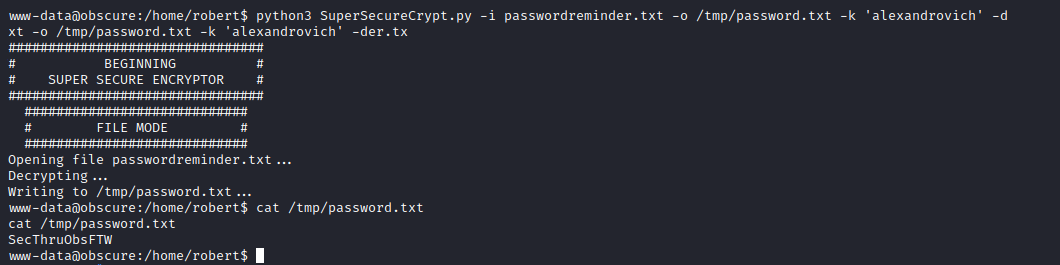 www-data@obscure:/home/robert$ python3 SuperSecureCrypt.py -i passwordreminder.txt -o /tmp/password.txt -k 'alexandrovich' -d
xt -o /tmp/password.txt -k 'alexandrovich' -der.tx
################################
#           BEGINNING          #
#    SUPER SECURE ENCRYPTOR    #
################################
  ############################
  #        FILE MODE         #
  ############################
Opening file passwordreminder.txt...
Decrypting...
Writing to /tmp/password.txt...
www-data@obscure:/home/robert$ cat /tmp/password.txt
cat /tmp/password.txt
SecThruObsFTW
www-data@obscure:/home/robert$